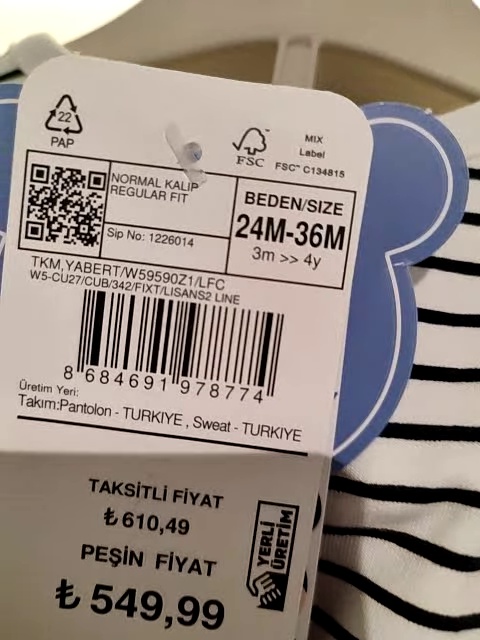 22
PAP
FSC
MIX
Label
FSC™ C134815
NORMAL KALIP
REGULAR FIT
Sip No: 1226014
BEDEN/SIZE
24M-36M
3m >> 4y
TKM,YABERT/W59590Z1/LFC
W5-CU27/CUB/342/FIXT/LISANS2 LINE
8 684691 978774
Üretim Yeri:
Takım:Pantolon - TURKIYE , Sweat - TURKIYE
TAKSİTLİ FİYAT
₺610,49
PEŞİN FİYAT
₺549,99
YERLİ
ÜRETİM